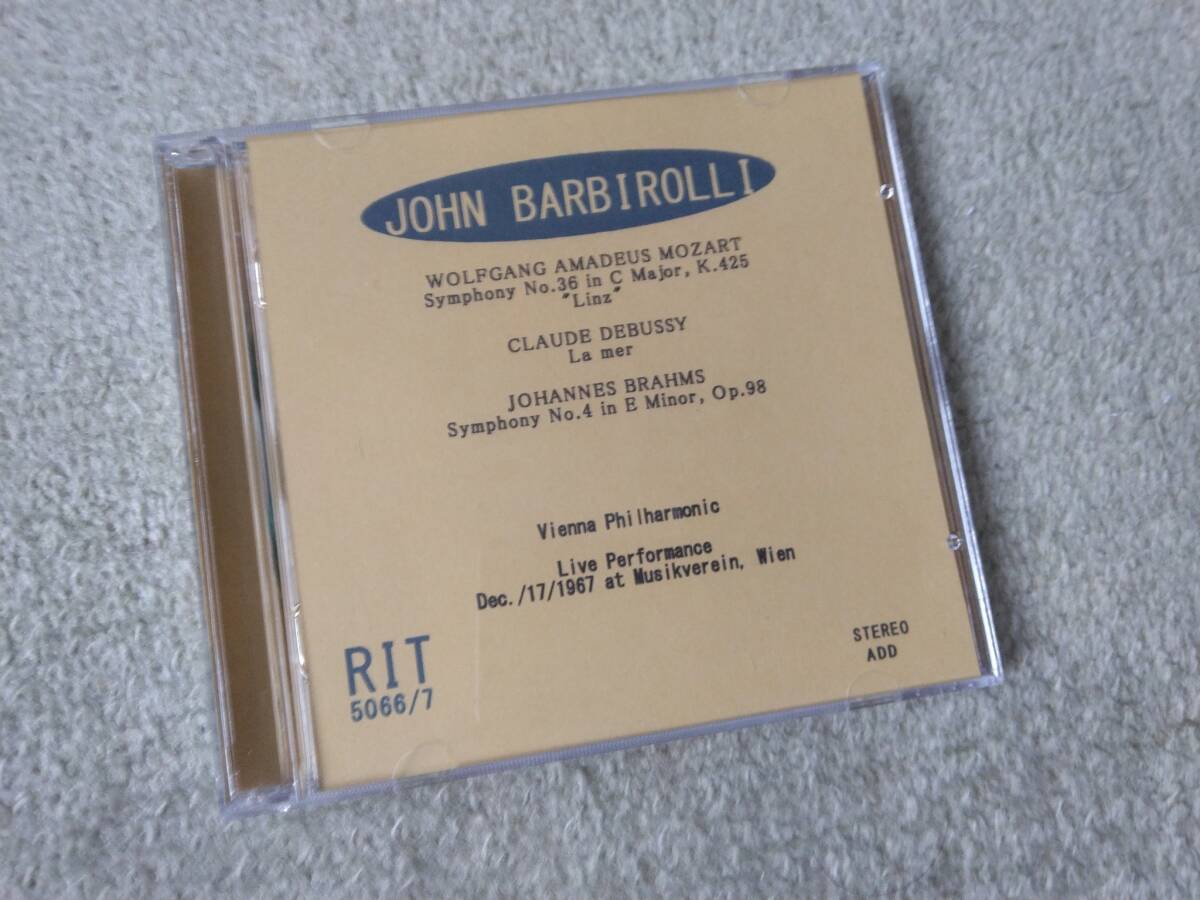 JOHN BARBIROLLI
WOLFGANG AMADEUS MOZART
Symphony No.36 in C Major, K.425
"Linz"
CLAUDE DEBUSSY
La mer
JOHANNES BRAHMS
Symphony No.4 in E Minor, Op.98
Vienna Philharmonic
Live Performance
Dec./17/1967 at Musikverein, Wien
RIT
5066/7
STEREO
ADD